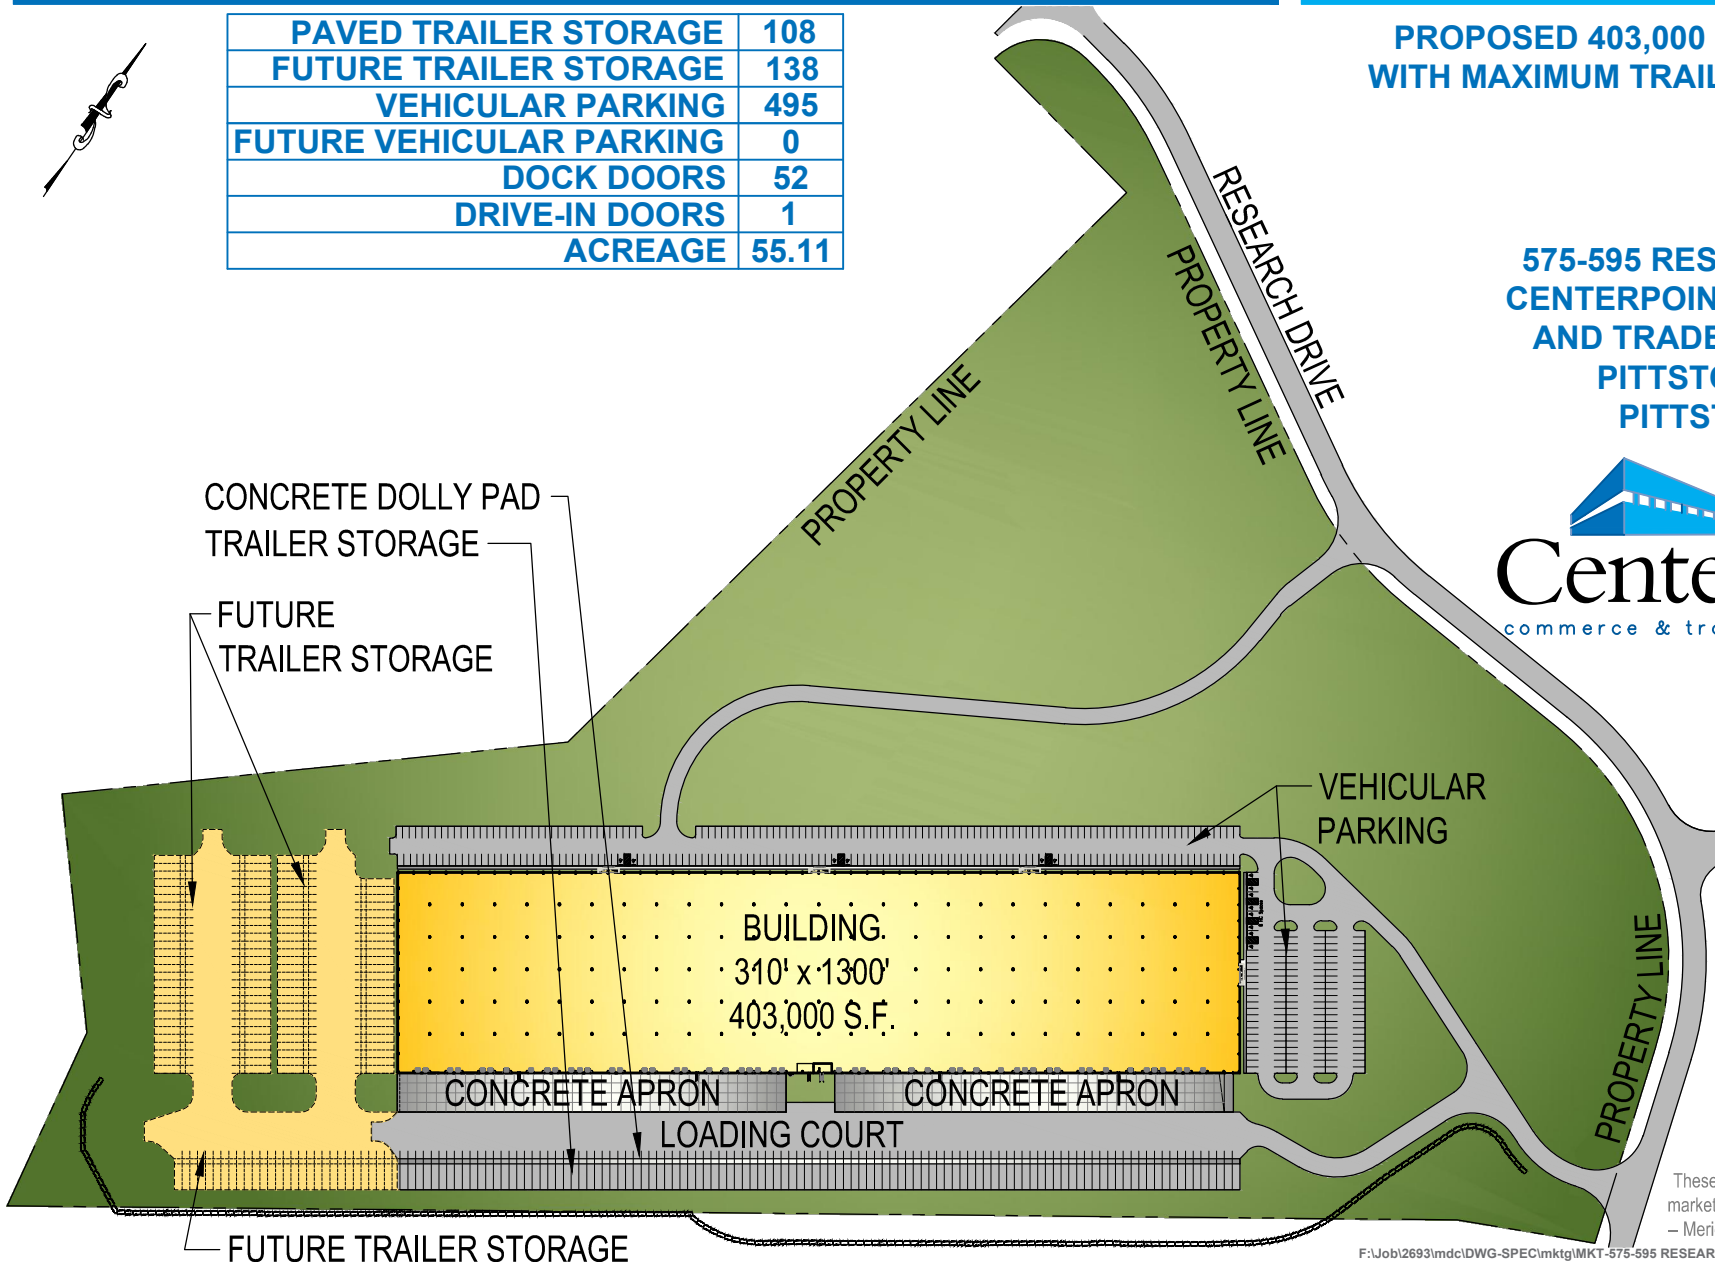 PAVED TRAILER STORAGE 108
FUTURE TRAILER STORAGE 138
VEHICULAR PARKING 495
FUTURE VEHICULAR PARKING 0
DOCK DOORS 52
DRIVE-IN DOORS 1
ACREAGE 55.11
PROPOSED 403,000
WITH MAXIMUM TRAIL
575-595 RES
CENTERPOIN
AND TRADE
PITTST
PITTST
Cente
commerce & tra
RESEARCH DRIVE
PROPERTY LINE
PROPERTY LINE
CONCRETE DOLLY PAD
TRAILER STORAGE
FUTURE
TRAILER STORAGE
VEHICULAR
PARKING
BUILDING
310' x 1300'
403,000 S.F.
PROPERTY LINE
CONCRETE APRON
CONCRETE APRON
LOADING COURT
FUTURE TRAILER STORAGE
These
market
– Meri
F:\Job\2693\mdc\DWG-SPEC\mktg\MKT-575-595 RESEAR